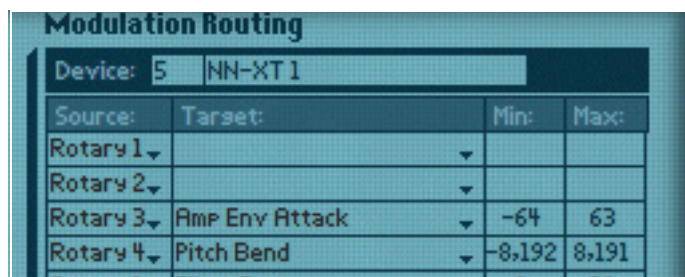 Modulation Routing
Device: 5 NN-XT 1
Source: Target: Min: Max:
Rotary 1
Rotary 2
Rotary 3 Amp Env Attack -64 63
Rotary 4 Pitch Bend -8,192 8,191